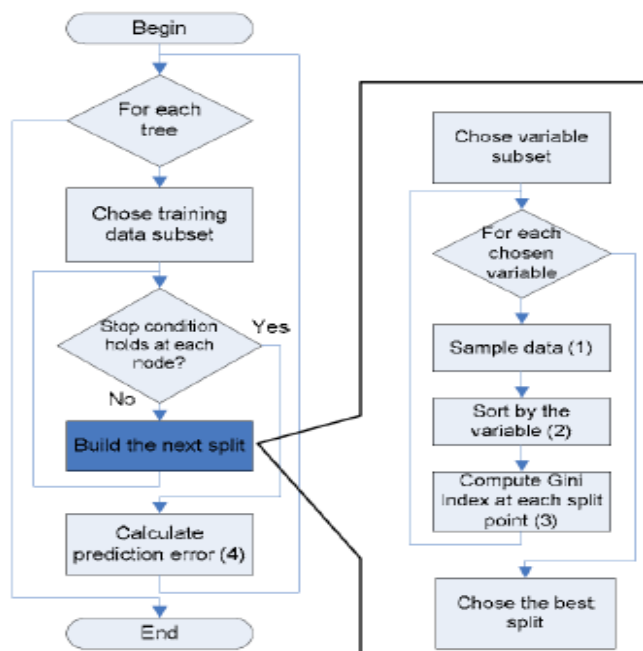 Begin
For each
tree
Chose training
data subset
Stop condition
holds at each
node?
Yes
No
Build the next split
Calculate
prediction error (4)
End
Chose variable
subset
For each
chosen
variable
Sample data (1)
Sort by the
variable (2)
Compute Gini
Index at each split
point (3)
Chose the best
split